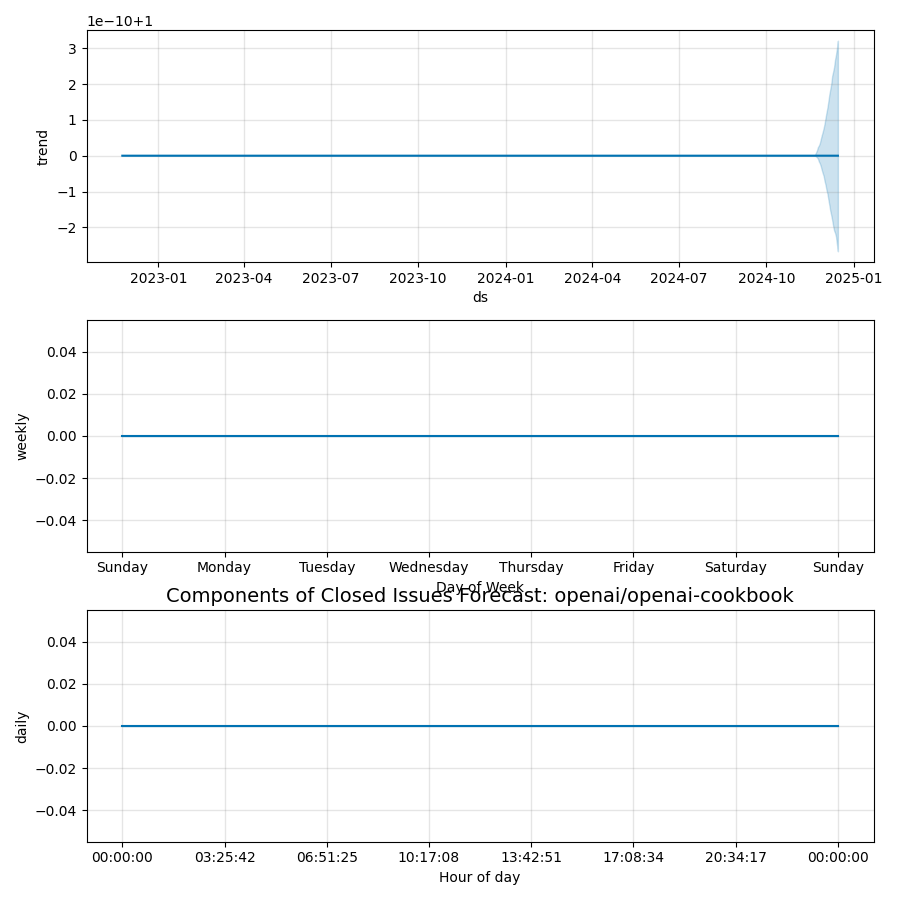 1e−10+1
3
2
1
0
−1
−2
trend
2023-01 2023-04 2023-07 2023-10 2024-01 2024-04 2024-07 2024-10 2025-01
ds
0.04
0.02
0.00
−0.02
−0.04
weekly
Sunday Monday Tuesday Wednesday Thursday Friday Saturday Sunday
Day of Week
Components of Closed Issues Forecast: openai/openai-cookbook
0.04
0.02
0.00
−0.02
−0.04
daily
00:00:00 03:25:42 06:51:25 10:17:08 13:42:51 17:08:34 20:34:17 00:00:00
Hour of day